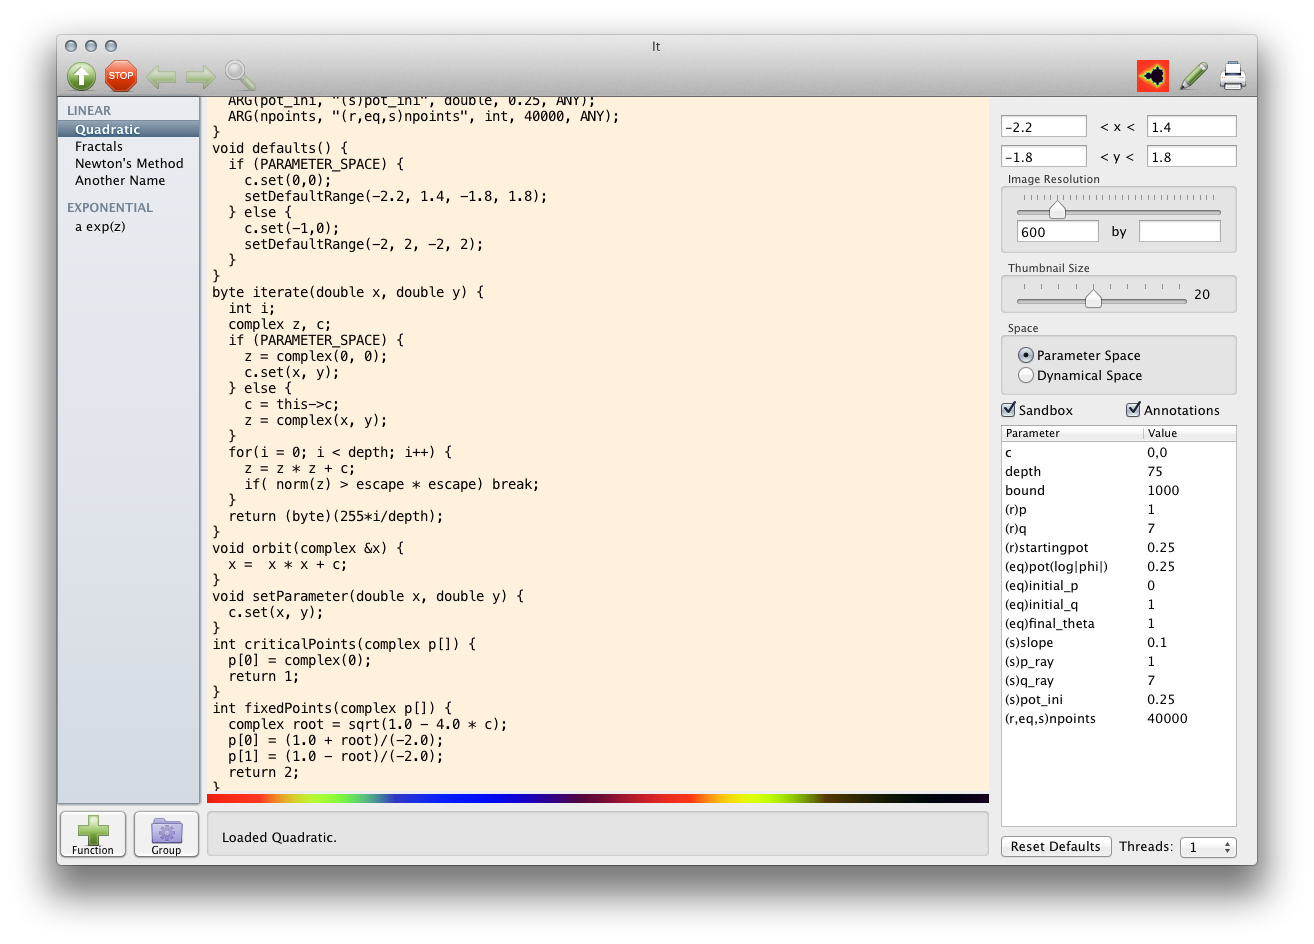 It
STOP
LINEAR
Quadratic
Fractals
Newton's Method
Another Name
EXPONENTIAL
a exp(z)
ARG(pot_ini, "(s)pot_ini", double, 0.25, ANY);
ARG(npoints, "(r,eq,s)npoints", int, 40000, ANY);
}
void defaults() {
if (PARAMETER_SPACE) {
c.set(0,0);
setDefaultRange(-2.2, 1.4, -1.8, 1.8);
} else {
c.set(-1,0);
setDefaultRange(-2, 2, -2, 2);
}
}
byte iterate(double x, double y) {
int i;
complex z, c;
if (PARAMETER_SPACE) {
z = complex(0, 0);
c.set(x, y);
} else {
c = this->c;
z = complex(x, y);
}
for(i = 0; i < depth; i++) {
z = z * z + c;
if( norm(z) > escape * escape) break;
}
return (byte)(255*i/depth);
}
void orbit(complex &x) {
x =  x * x + c;
}
void setParameter(double x, double y) {
c.set(x, y);
}
int criticalPoints(complex p[]) {
p[0] = complex(0);
return 1;
}
int fixedPoints(complex p[]) {
complex root = sqrt(1.0 - 4.0 * c);
p[0] = (1.0 + root)/(-2.0);
p[1] = (1.0 - root)/(-2.0);
return 2;
}
-2.2 < x < 1.4
-1.8 < y < 1.8
Image Resolution
600 by
Thumbnail Size
20
Space
Parameter Space
Dynamical Space
Sandbox Annotations
Parameter Value
c 0,0
depth 75
bound 1000
(r)p 1
(r)q 7
(r)startingpot 0.25
(eq)pot(log|phi|) 0.25
(eq)initial_p 0
(eq)initial_q 1
(eq)final_theta 1
(s)slope 0.1
(s)p_ray 1
(s)q_ray 7
(s)pot_ini 0.25
(r,eq,s)npoints 40000
Function Group
Loaded Quadratic.
Reset Defaults Threads: 1